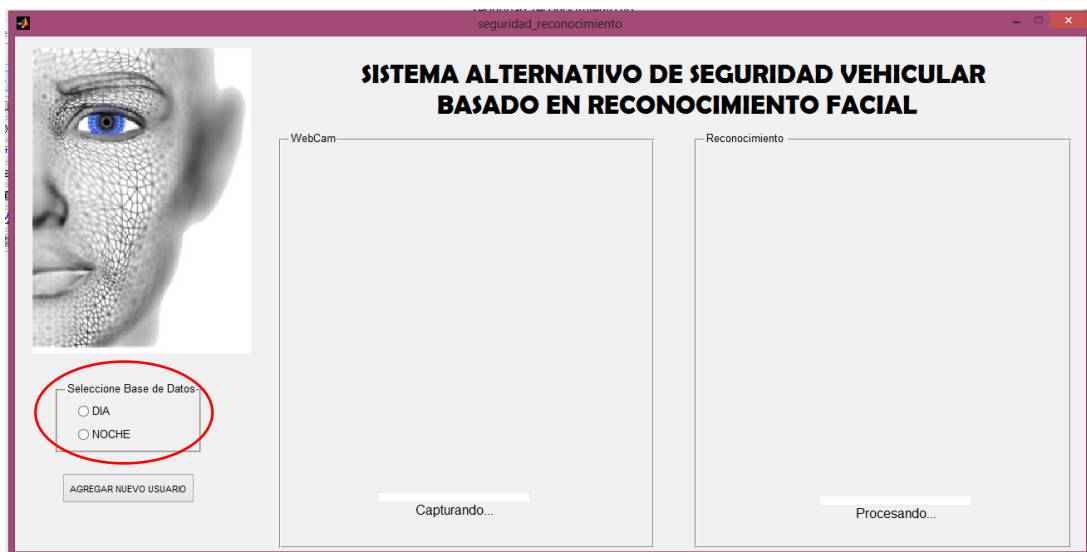 seguridad_reconocimiento
SISTEMA ALTERNATIVO DE SEGURIDAD VEHICULAR
BASADO EN RECONOCIMIENTO FACIAL
WebCam
Reconocimiento
Seleccione Base de Datos
DIA
NOCHE
AGREGAR NUEVO USUARIO
Capturando...
Procesando...